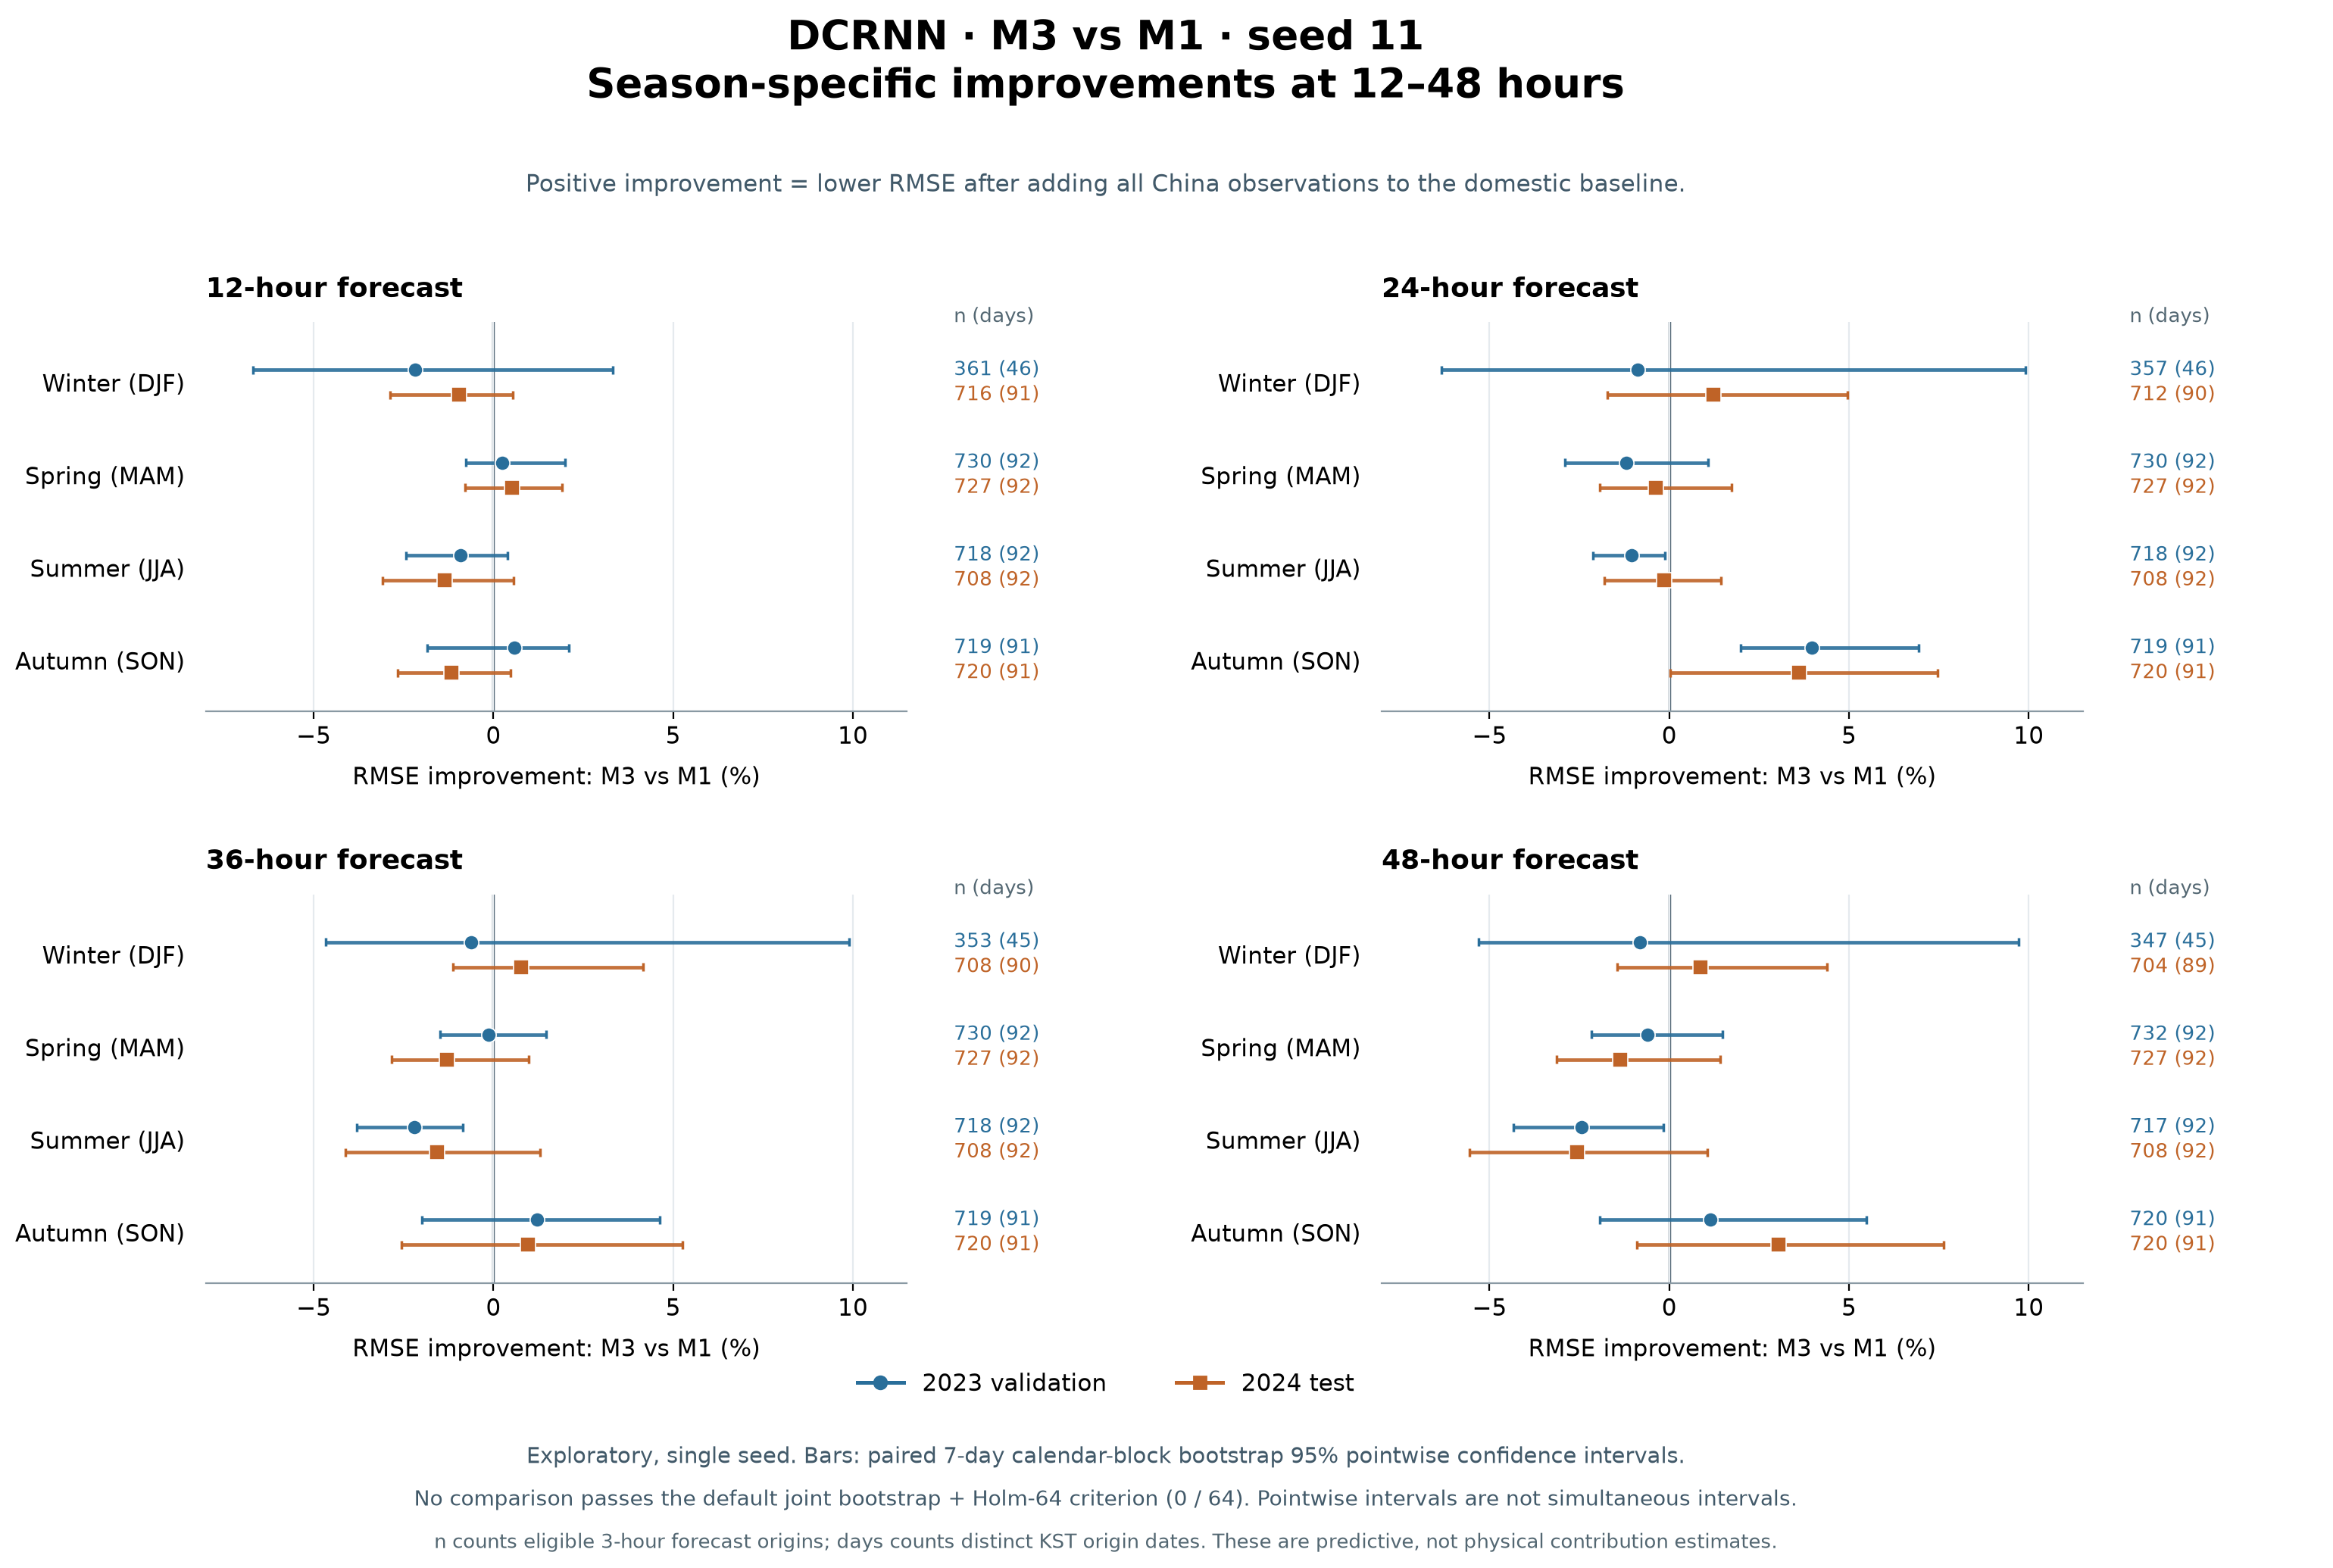 DCRNN · M3 vs M1 · seed 11
Season-specific improvements at 12–48 hours
Positive improvement = lower RMSE after adding all China observations to the domestic baseline.
12-hour forecast
n (days)
Winter (DJF)
361 (46)
716 (91)
Spring (MAM)
730 (92)
727 (92)
Summer (JJA)
718 (92)
708 (92)
Autumn (SON)
719 (91)
720 (91)
−5 0 5 10
RMSE improvement: M3 vs M1 (%)
24-hour forecast
n (days)
Winter (DJF)
357 (46)
712 (90)
Spring (MAM)
730 (92)
727 (92)
Summer (JJA)
718 (92)
708 (92)
Autumn (SON)
719 (91)
720 (91)
−5 0 5 10
RMSE improvement: M3 vs M1 (%)
36-hour forecast
n (days)
Winter (DJF)
353 (45)
708 (90)
Spring (MAM)
730 (92)
727 (92)
Summer (JJA)
718 (92)
708 (92)
Autumn (SON)
719 (91)
720 (91)
−5 0 5 10
RMSE improvement: M3 vs M1 (%)
48-hour forecast
n (days)
Winter (DJF)
347 (45)
704 (89)
Spring (MAM)
732 (92)
727 (92)
Summer (JJA)
717 (92)
708 (92)
Autumn (SON)
720 (91)
720 (91)
−5 0 5 10
RMSE improvement: M3 vs M1 (%)
2023 validation
2024 test
Exploratory, single seed. Bars: paired 7-day calendar-block bootstrap 95% pointwise confidence intervals.
No comparison passes the default joint bootstrap + Holm-64 criterion (0 / 64). Pointwise intervals are not simultaneous intervals.
n counts eligible 3-hour forecast origins; days counts distinct KST origin dates. These are predictive, not physical contribution estimates.